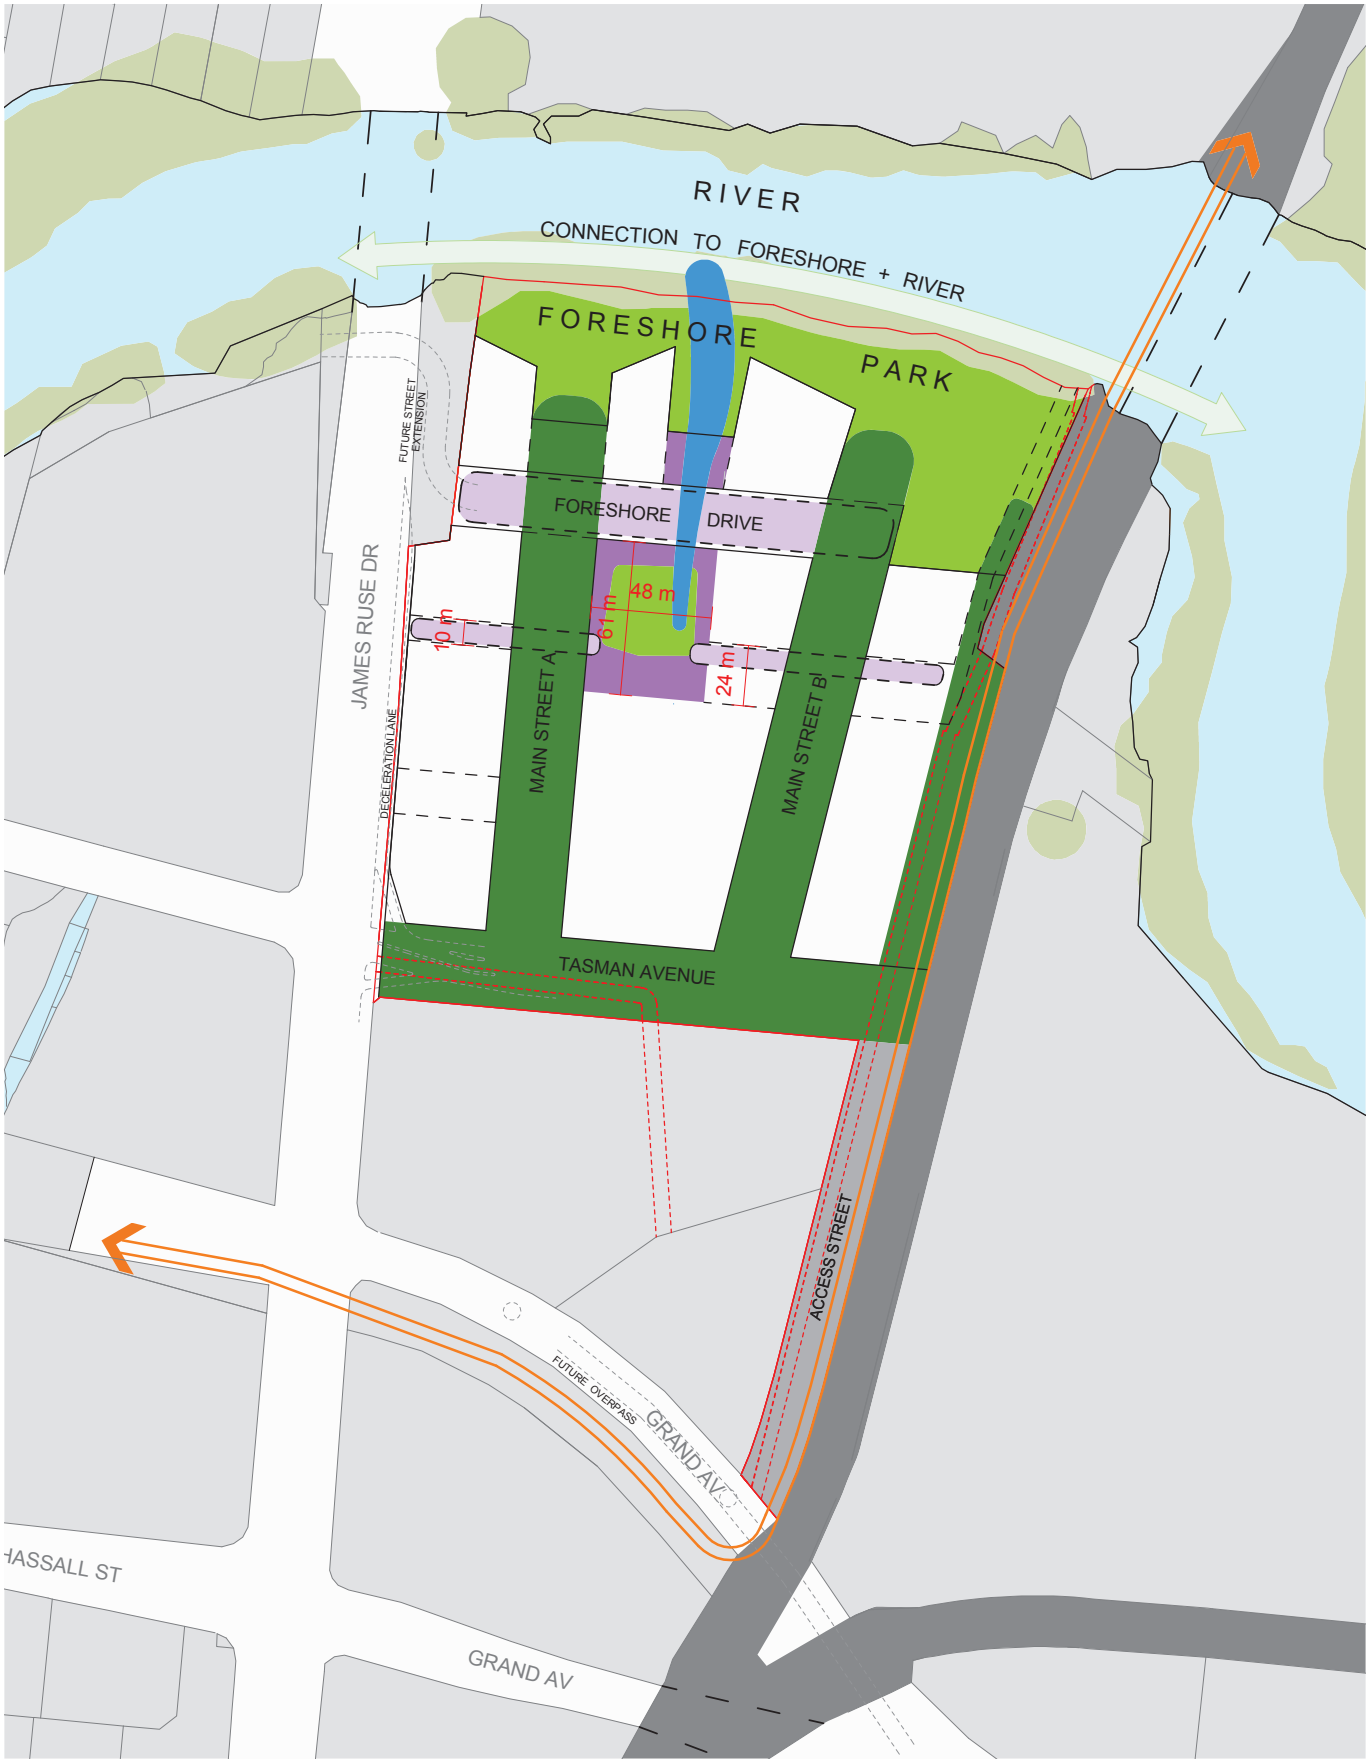 RIVER
CONNECTION TO FORESHORE + RIVER
FORESHORE
PARK
FUTURE STREET
EXTENSION
FORESHORE DRIVE
JAMES RUSE DR
10 m
48 m
61 m
24 m
MAIN STREET A
MAIN STREET B
DECELERATION LANE
TASMAN AVENUE
ACCESS STREET
FUTURE OVERPASS
GRAND AV
HASSALL ST
GRAND AV